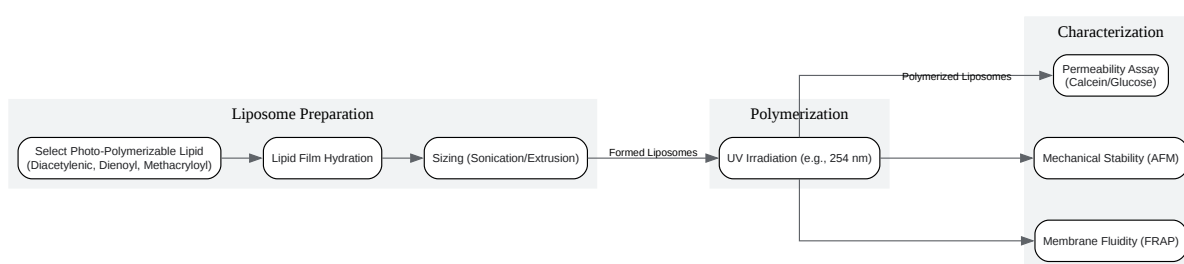 Liposome Preparation
Select Photo-Polymerizable Lipid
(Diacetylenic, Dienoyl, Methacryloyl)
Lipid Film Hydration
Sizing (Sonication/Extrusion)
Formed Liposomes
Polymerization
UV Irradiation (e.g., 254 nm)
Polymerized Liposomes
Characterization
Permeability Assay
(Calcein/Glucose)
Mechanical Stability (AFM)
Membrane Fluidity (FRAP)